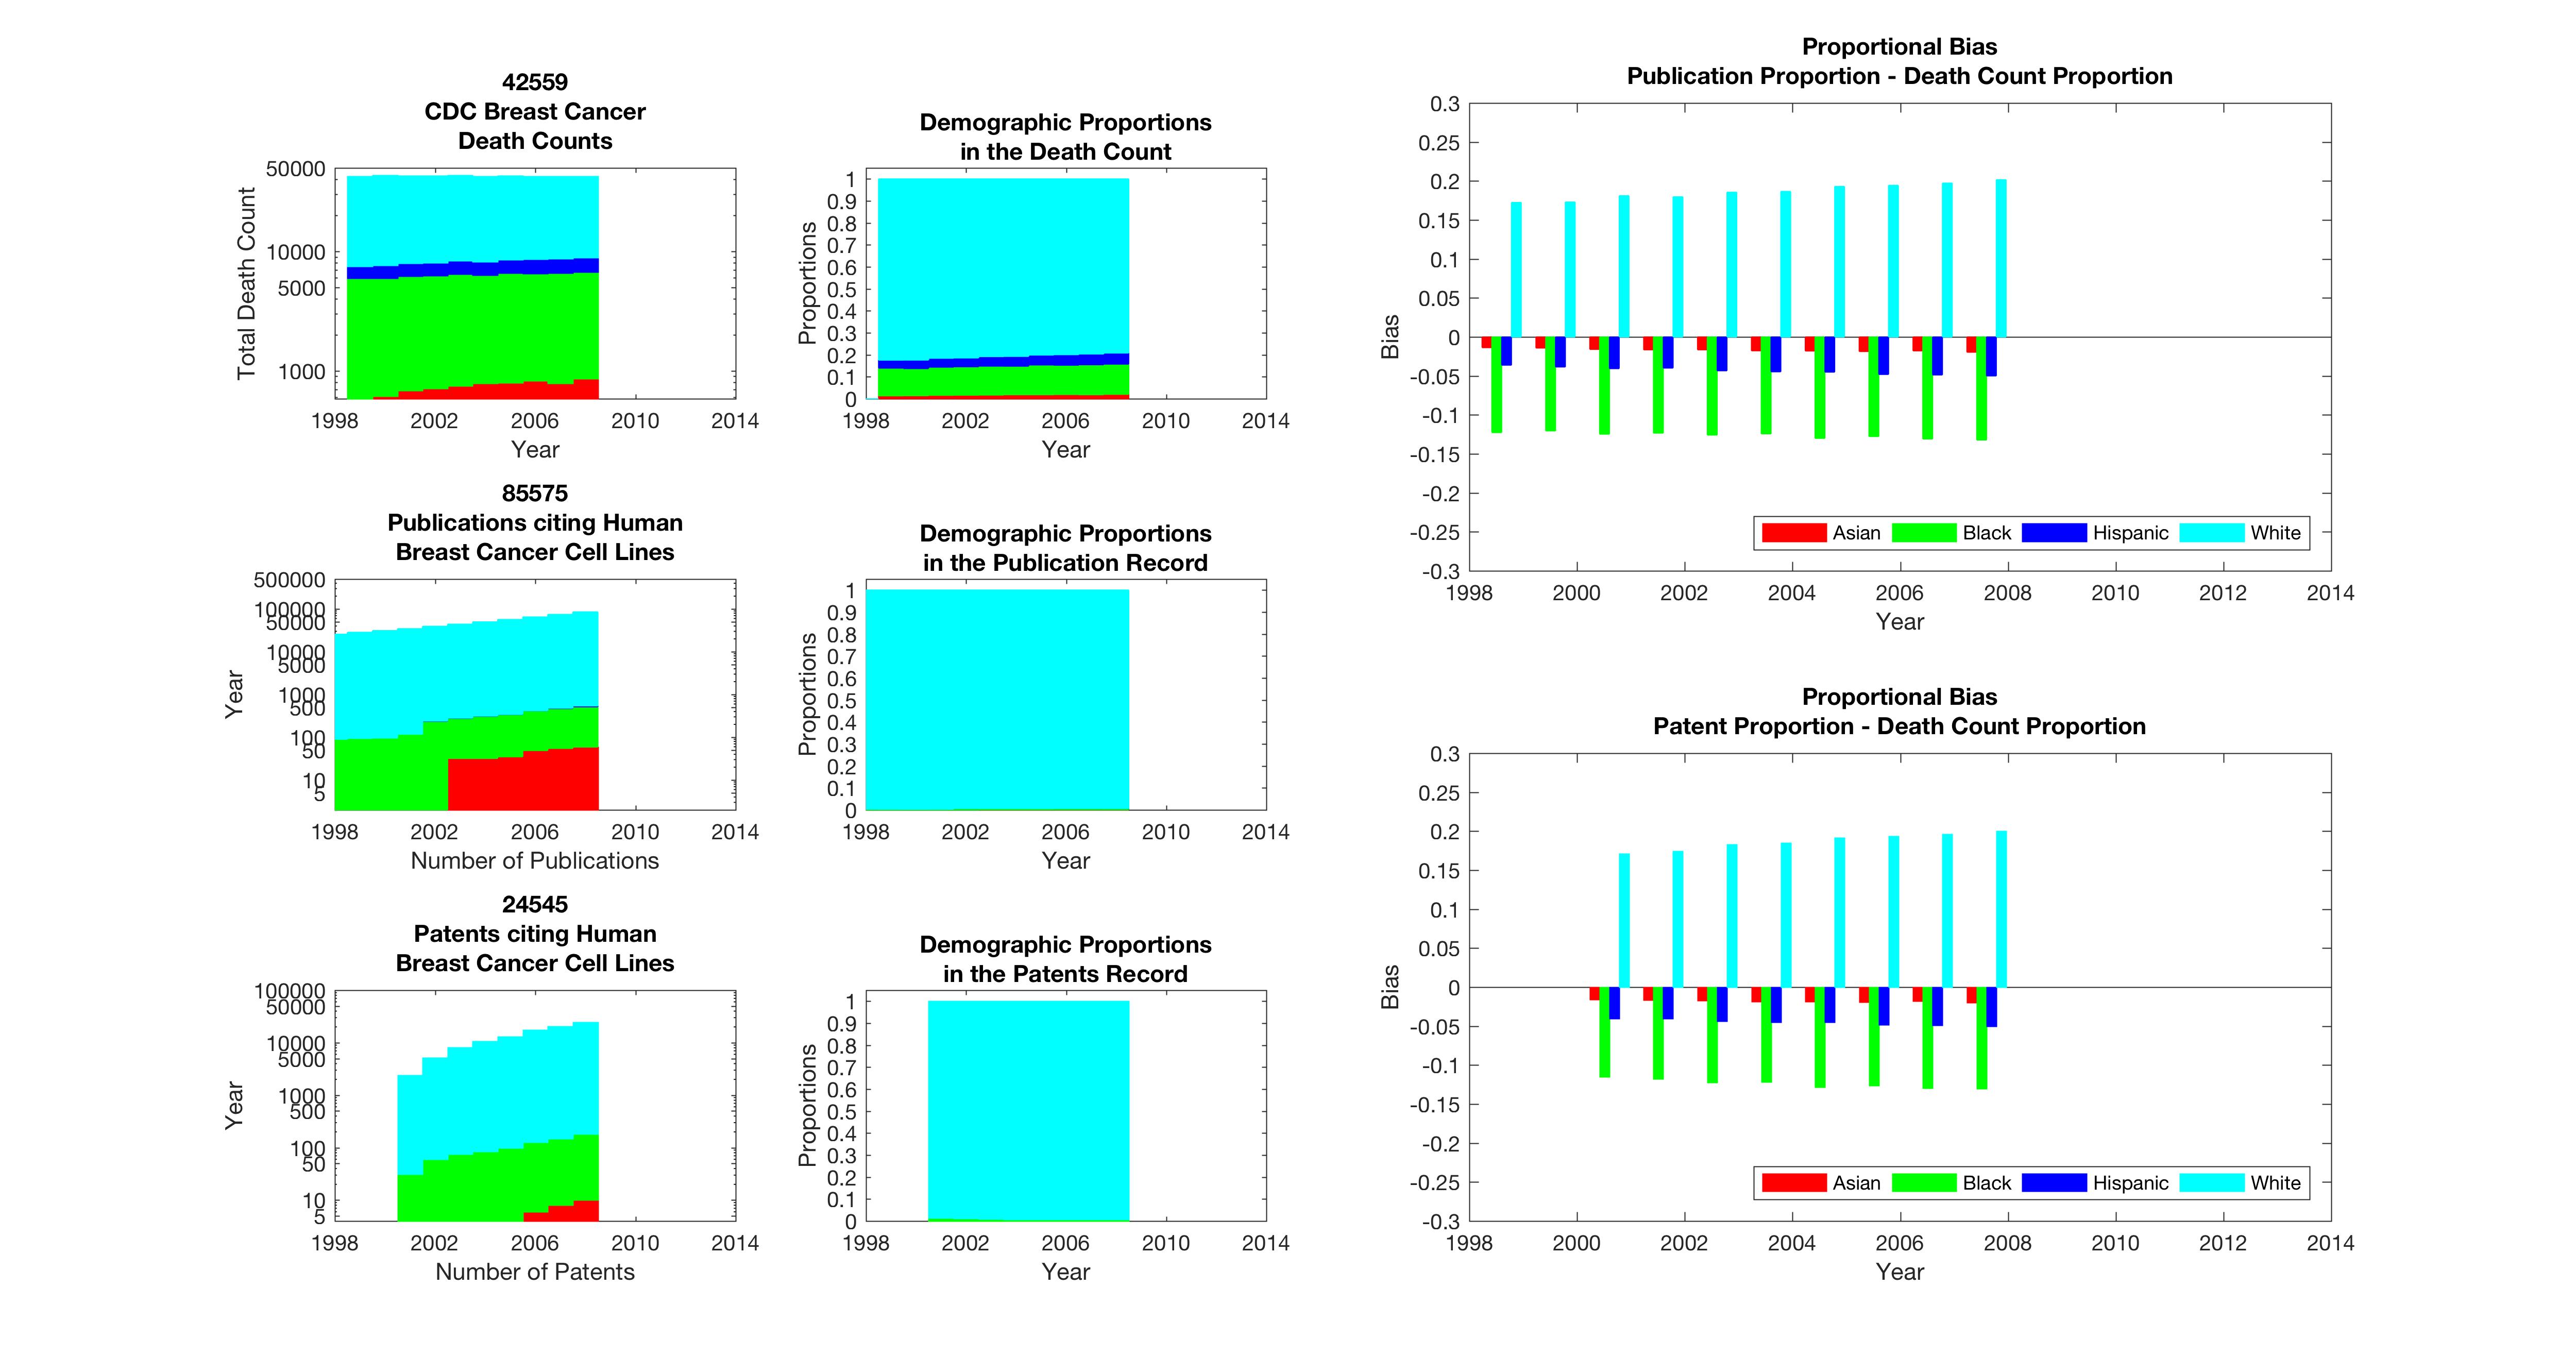 42559
CDC Breast Cancer
Death Counts
Total Death Count
50000
10000
5000
1000
1998 2002 2006 2010 2014
Year
Demographic Proportions
in the Death Count
Proportions
1
0.9
0.8
0.7
0.6
0.5
0.4
0.3
0.2
0.1
0
1998 2002 2006 2010 2014
Year
85575
Publications citing Human
Breast Cancer Cell Lines
Year
500000
100000
50000
10000
5000
1000
500
100
50
10
5
1998 2002 2006 2010 2014
Number of Publications
Demographic Proportions
in the Publication Record
Proportions
1
0.9
0.8
0.7
0.6
0.5
0.4
0.3
0.2
0.1
0
1998 2002 2006 2010 2014
Year
24545
Patents citing Human
Breast Cancer Cell Lines
Year
100000
50000
10000
5000
1000
500
100
50
10
5
1998 2002 2006 2010 2014
Number of Patents
Demographic Proportions
in the Patents Record
Proportions
1
0.9
0.8
0.7
0.6
0.5
0.4
0.3
0.2
0.1
0
1998 2002 2006 2010 2014
Year
Proportional Bias
Publication Proportion - Death Count Proportion
Bias
0.3
0.25
0.2
0.15
0.1
0.05
0
-0.05
-0.1
-0.15
-0.2
-0.25
-0.3
Asian Black Hispanic White
1998 2000 2002 2004 2006 2008 2010 2012 2014
Year
Proportional Bias
Patent Proportion - Death Count Proportion
Bias
0.3
0.25
0.2
0.15
0.1
0.05
0
-0.05
-0.1
-0.15
-0.2
-0.25
-0.3
Asian Black Hispanic White
1998 2000 2002 2004 2006 2008 2010 2012 2014
Year